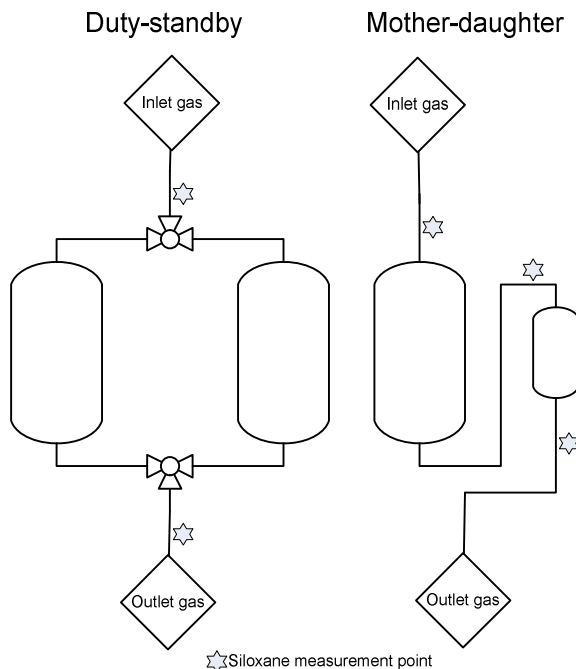 Duty-standby
Mother-daughter
Inlet gas
Inlet gas
Outlet gas
Outlet gas
Siloxane measurement point